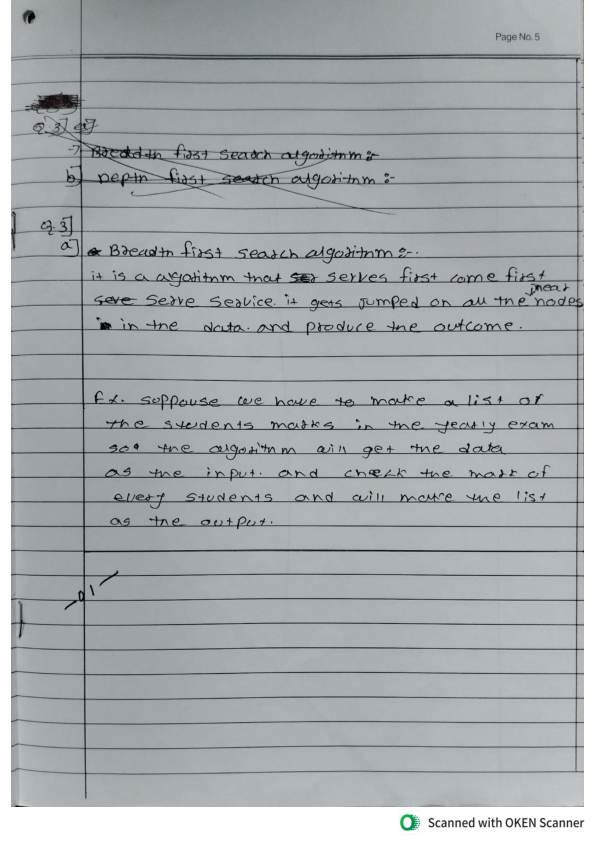 Page No. 5
Q.3] a]
→ Breadth first search algorithm :-
b] Depth first search algorithm :-
Q.3]
a] Breadth first search algorithm :-
it is a algorithm that serves first come first
seve serve service. it gets jumped on all the near nodes
in the data. and produce the outcome.
Ex. suppouse we have to make a list of
the students marks in the yearly exam
so the algorithm will get the data
as the input. and check the mark of
every students and will make the list
as the output.
Scanned with OKEN Scanner